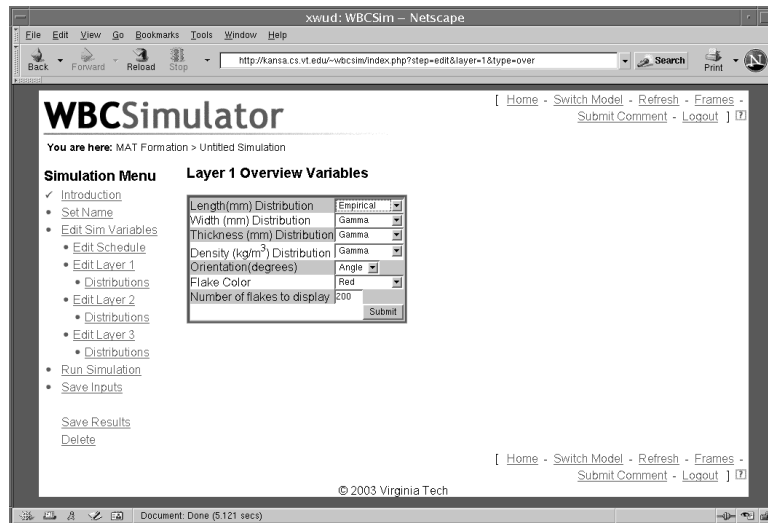 xwud: WBCSim – Netscape
File Edit View Go Bookmarks Tools Window Help
Back Forward Reload Stop http://kansa.cs.vt.edu/~wbcsim/index.php?step=edit&layer=1&type=over Search Print N
WBCSimulator
[ Home - Switch Model - Refresh - Frames -
Submit Comment - Logout ] ?
You are here: MAT Formation > Untitled Simulation
Simulation Menu
✓ Introduction
• Set Name
• Edit Sim Variables
• Edit Schedule
• Edit Layer 1
• Distributions
• Edit Layer 2
• Distributions
• Edit Layer 3
• Distributions
• Run Simulation
• Save Inputs
Save Results
Delete
Layer 1 Overview Variables
Length(mm) Distribution Empirical
Width (mm) Distribution Gamma
Thickness (mm) Distribution Gamma
Density (kg/m³) Distribution Gamma
Orientation(degrees) Angle
Flake Color Red
Number of flakes to display 200
Submit
[ Home - Switch Model - Refresh - Frames -
Submit Comment - Logout ] ?
© 2003 Virginia Tech
Document: Done (5.121 secs)